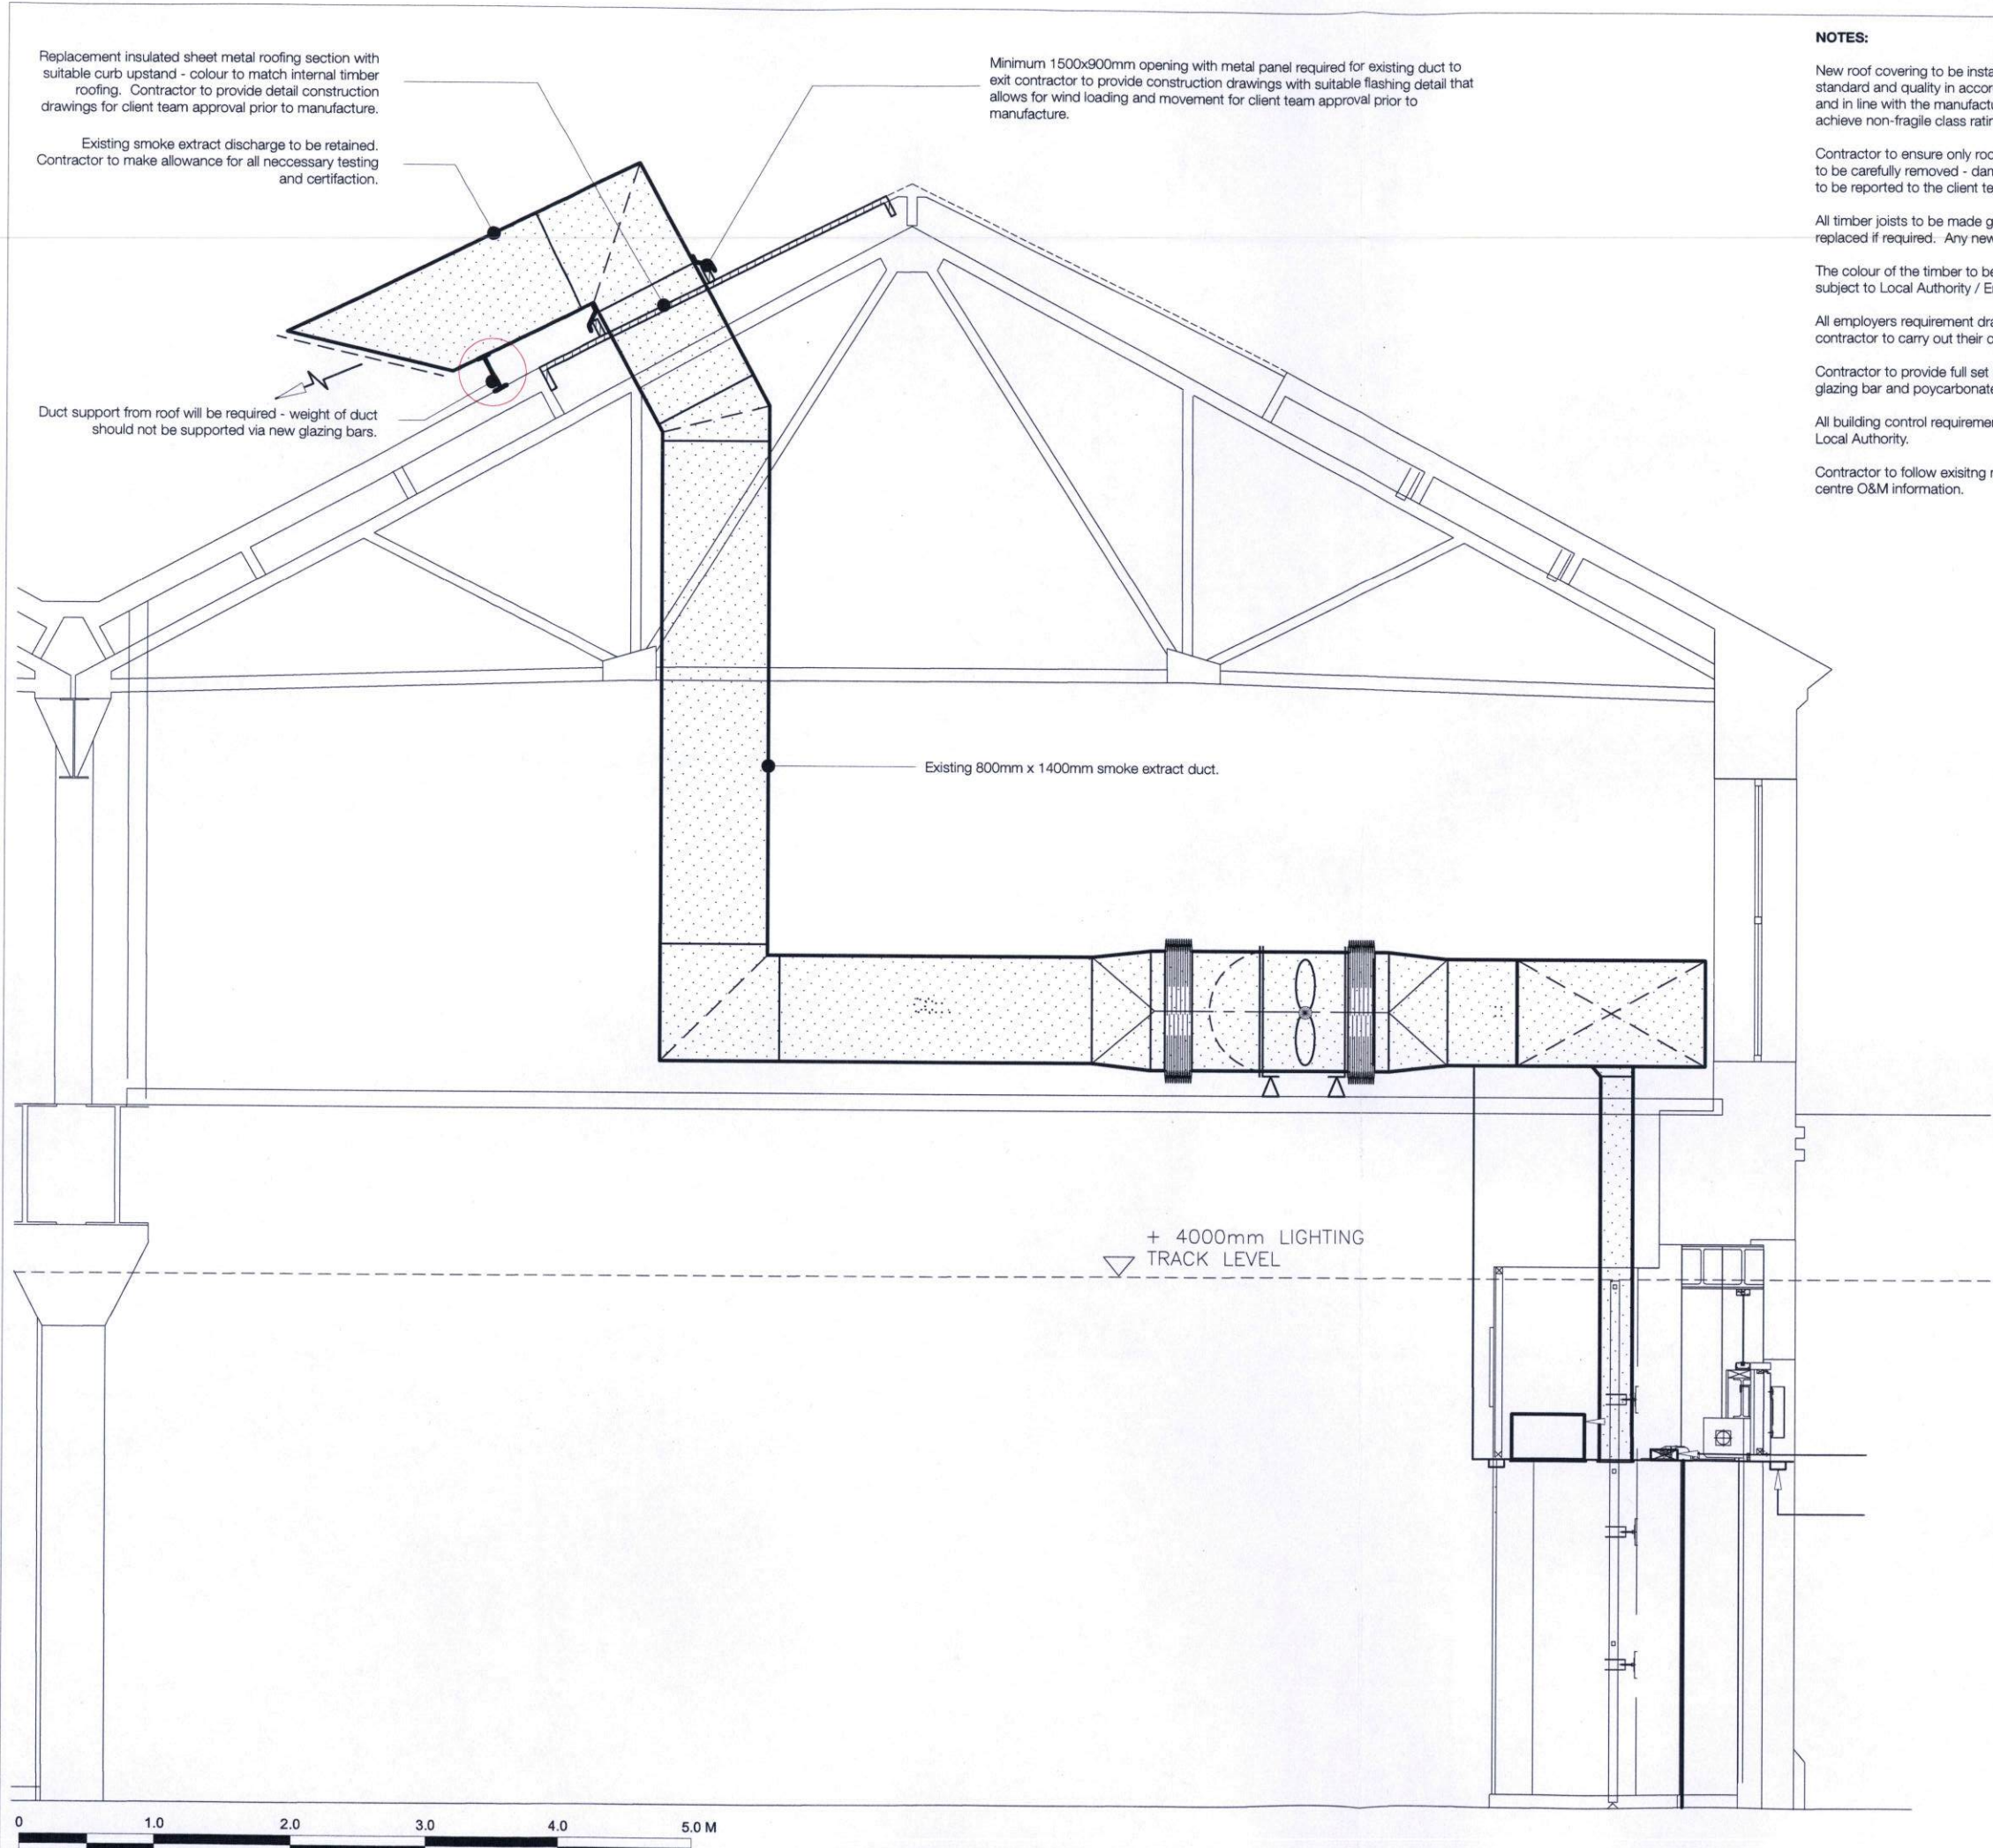 Replacement insulated sheet metal roofing section with
suitable curb upstand - colour to match internal timber
roofing. Contractor to provide detail construction
drawings for client team approval prior to manufacture.
Existing smoke extract discharge to be retained.
Contractor to make allowance for all neccessary testing
and certifaction.
Duct support from roof will be required - weight of duct
should not be supported via new glazing bars.
Minimum 1500x900mm opening with metal panel required for existing duct to
exit contractor to provide construction drawings with suitable flashing detail that
allows for wind loading and movement for client team approval prior to
manufacture.
Existing 800mm x 1400mm smoke extract duct.
+ 4000mm LIGHTING
TRACK LEVEL
0 1.0 2.0 3.0 4.0 5.0 M
NOTES:
New roof covering to be insta
standard and quality in accor
and in line with the manufactu
achieve non-fragile class ratin
Contractor to ensure only roo
to be carefully removed - dan
to be reported to the client te
All timber joists to be made g
replaced if required. Any new
The colour of the timber to be
subject to Local Authority / E
All employers requirement dra
contractor to carry out their o
Contractor to provide full set
glazing bar and poycarbonate
All building control requiremen
Local Authority.
Contractor to follow exisitng r
centre O&M information.